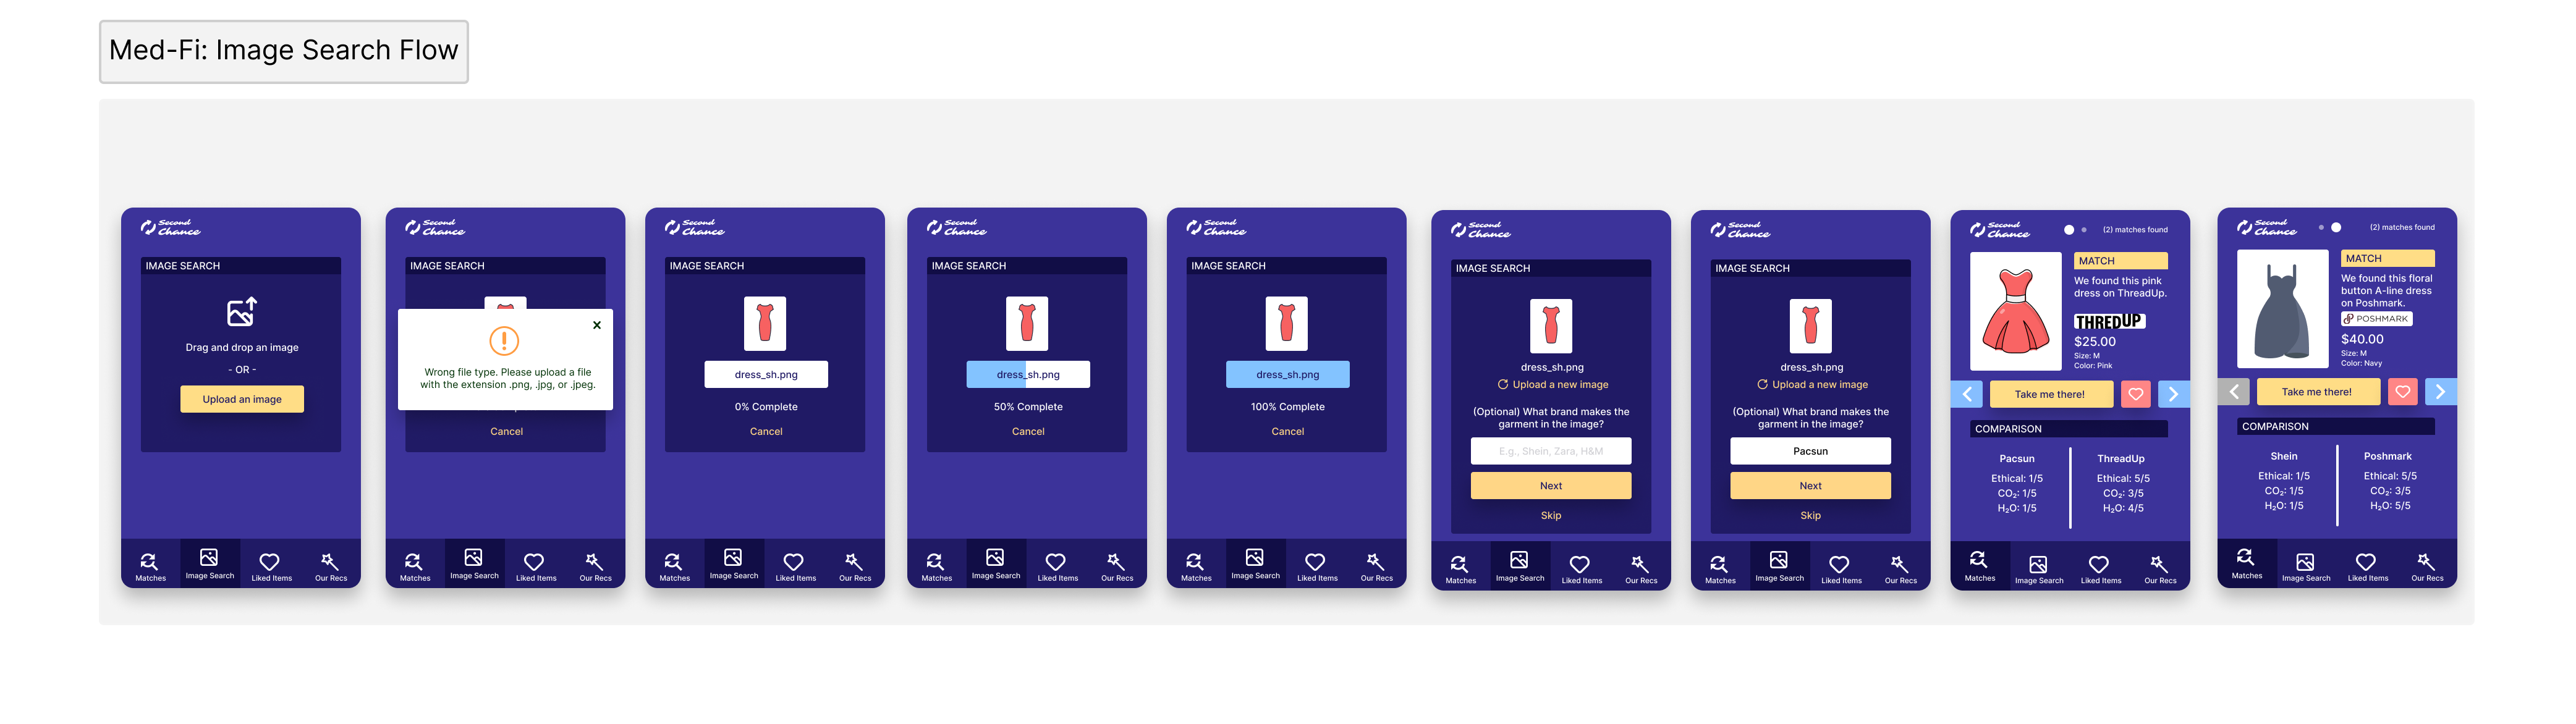 Med-Fi: Image Search Flow
Second
Chance
IMAGE SEARCH
Drag and drop an image
- OR -
Upload an image
Matches
Image Search
Liked Items
Our Recs
Second
Chance
IMAGE SEARCH
Wrong file type. Please upload a file
with the extension .png, .jpg, or .jpeg.
Cancel
Matches
Image Search
Liked Items
Our Recs
Second
Chance
IMAGE SEARCH
dress_sh.png
0% Complete
Cancel
Matches
Image Search
Liked Items
Our Recs
Second
Chance
IMAGE SEARCH
dress_sh.png
50% Complete
Cancel
Matches
Image Search
Liked Items
Our Recs
Second
Chance
IMAGE SEARCH
dress_sh.png
100% Complete
Cancel
Matches
Image Search
Liked Items
Our Recs
Second
Chance
IMAGE SEARCH
dress_sh.png
Upload a new image
(Optional) What brand makes the
garment in the image?
E.g., Shein, Zara, H&M
Next
Skip
Matches
Image Search
Liked Items
Our Recs
Second
Chance
IMAGE SEARCH
dress_sh.png
Upload a new image
(Optional) What brand makes the
garment in the image?
Pacsun
Next
Skip
Matches
Image Search
Liked Items
Our Recs
Second
Chance
(2) matches found
MATCH
We found this pink
dress on ThreadUp.
THREDUP
$25.00
Size: M
Color: Pink
Take me there!
COMPARISON
Pacsun
Ethical: 1/5
CO₂: 1/5
H₂O: 1/5
ThreadUp
Ethical: 5/5
CO₂: 3/5
H₂O: 4/5
Matches
Image Search
Liked Items
Our Recs
Second
Chance
(2) matches found
MATCH
We found this floral
button A-line dress
on Poshmark.
POSHMARK
$40.00
Size: M
Color: Navy
Take me there!
COMPARISON
Shein
Ethical: 1/5
CO₂: 1/5
H₂O: 1/5
Poshmark
Ethical: 5/5
CO₂: 3/5
H₂O: 5/5
Matches
Image Search
Liked Items
Our Recs